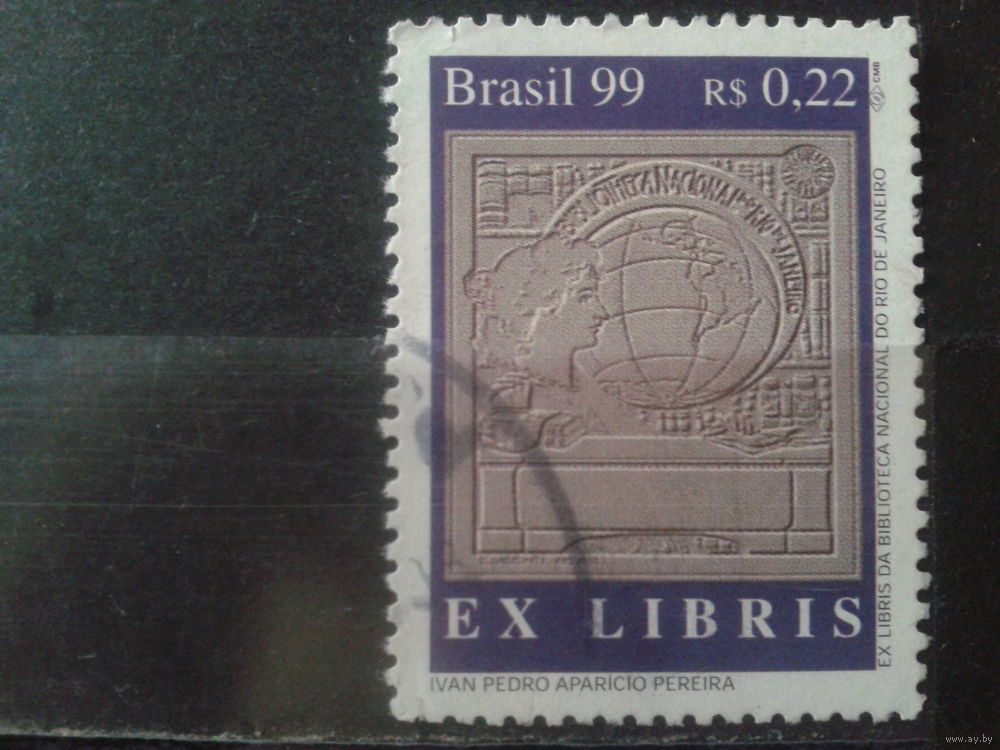 Brasil 99 R$ 0,22
CMB
BIBLIOTHECA NACIONAL DO RIO DE JANEIRO
EX LIBRIS DA BIBLIOTECA NACIONAL DO RIO DE JANEIRO
EX LIBRIS
IVAN PEDRO APARÍCIO PEREIRA
www.ay.by